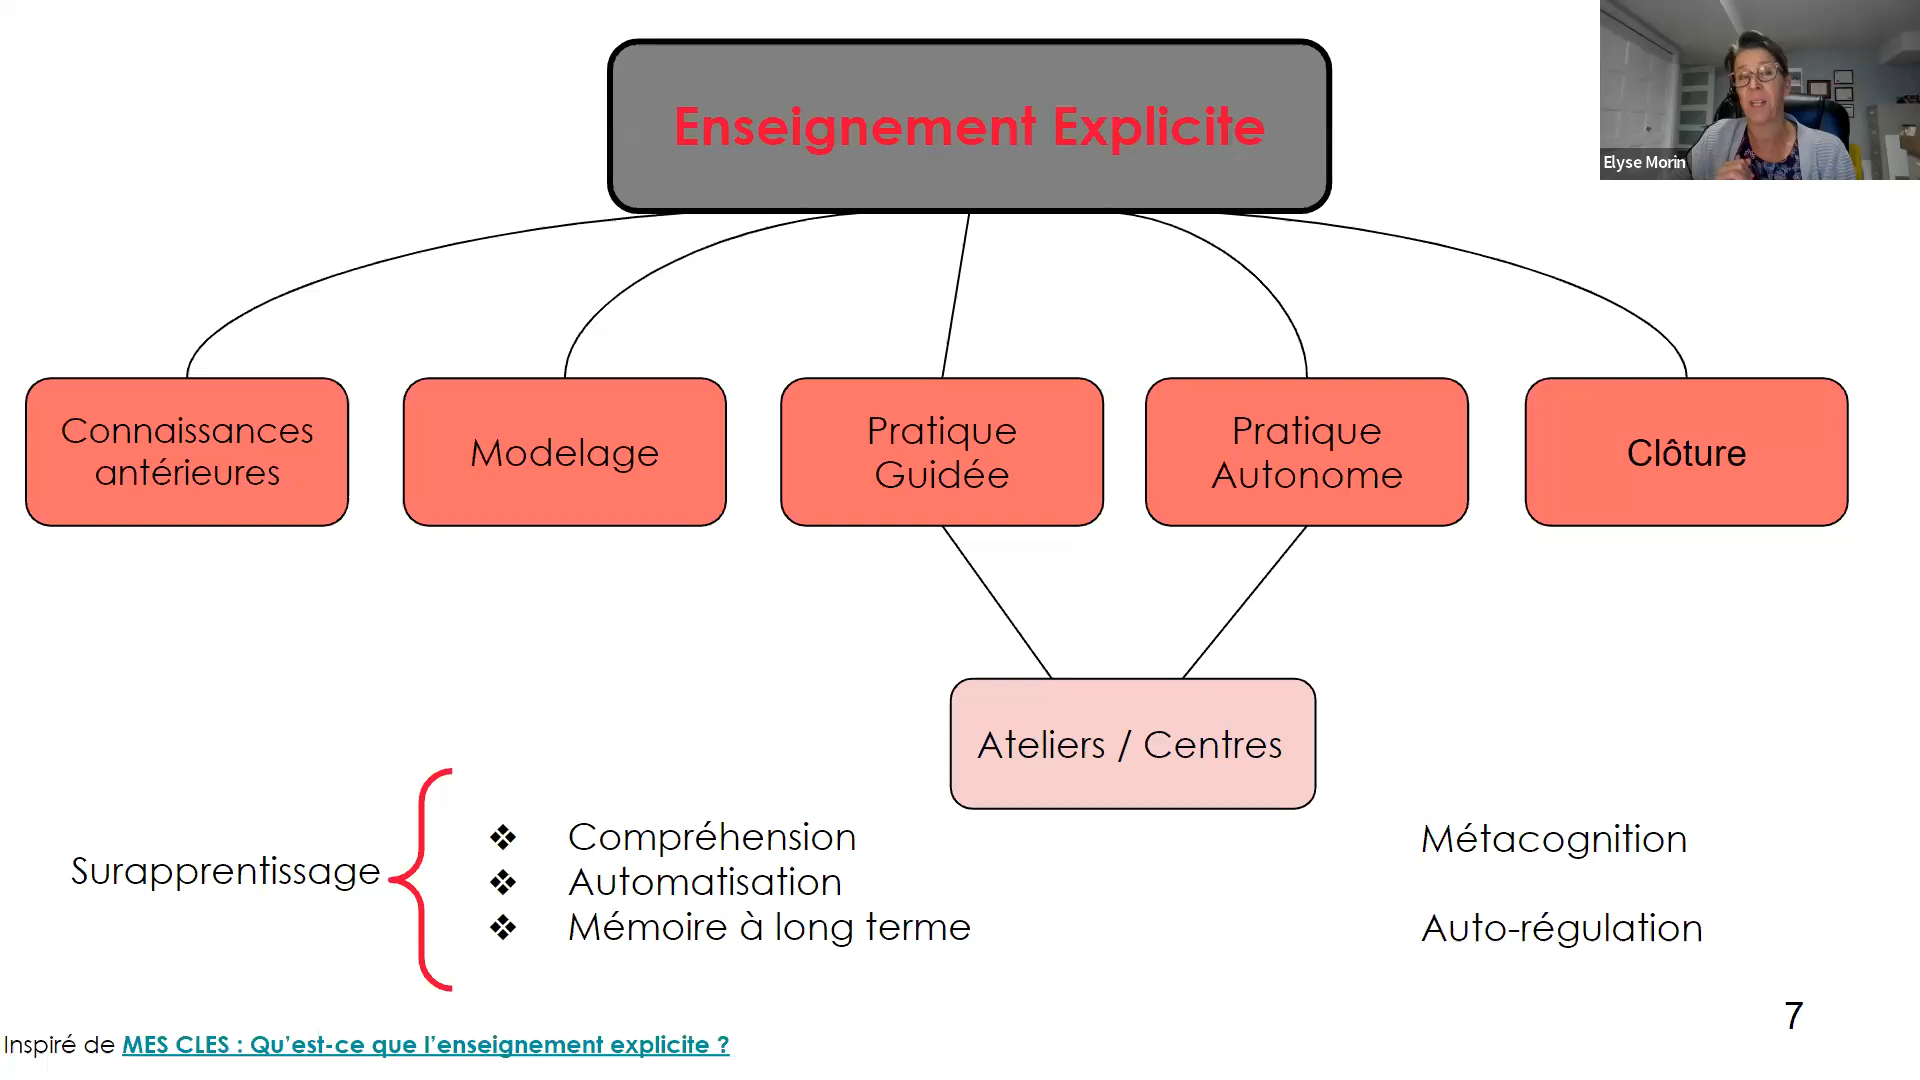 Enseignement Explicite
Elyse Morin
Connaissances
antérieures
Modelage
Pratique
Guidée
Pratique
Autonome
Clôture
Ateliers / Centres
Surapprentissage
❖ Compréhension
❖ Automatisation
❖ Mémoire à long terme
Métacognition
Auto-régulation
7
Inspiré de MES CLES : Qu’est-ce que l’enseignement explicite ?